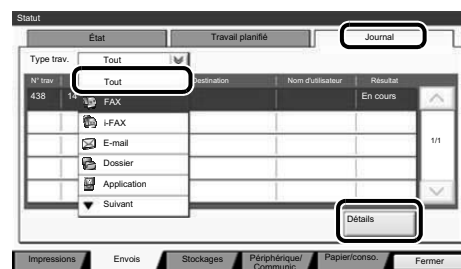 Statut
État Travail planifié Journal
Type trav. Tout
N° trav Destination Nom d'utilisateur Résultat
Tout
438 14 En cours
FAX
i-FAX
E-mail 1/1
Dossier
Application
Suivant
Détails
Impressions Envois Stockages Périphérique/ Communic. Papier/conso. Fermer